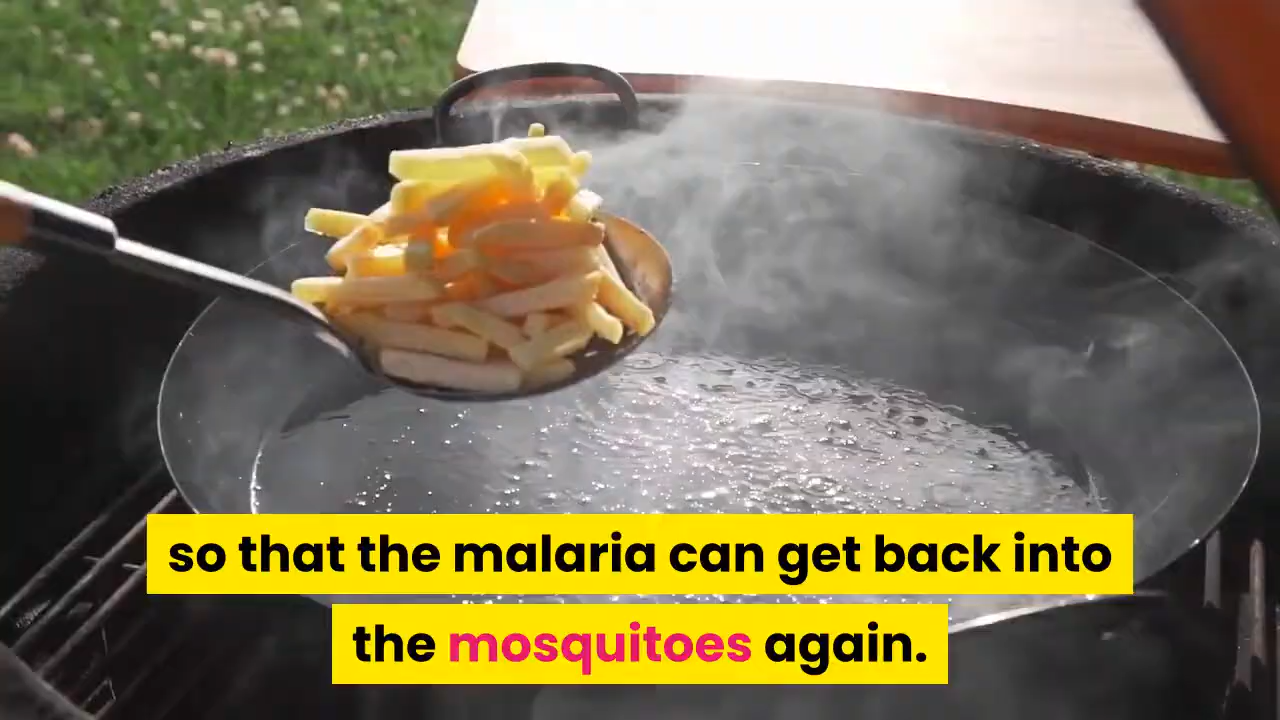 so that the malaria can get back into
the mosquitoes again.